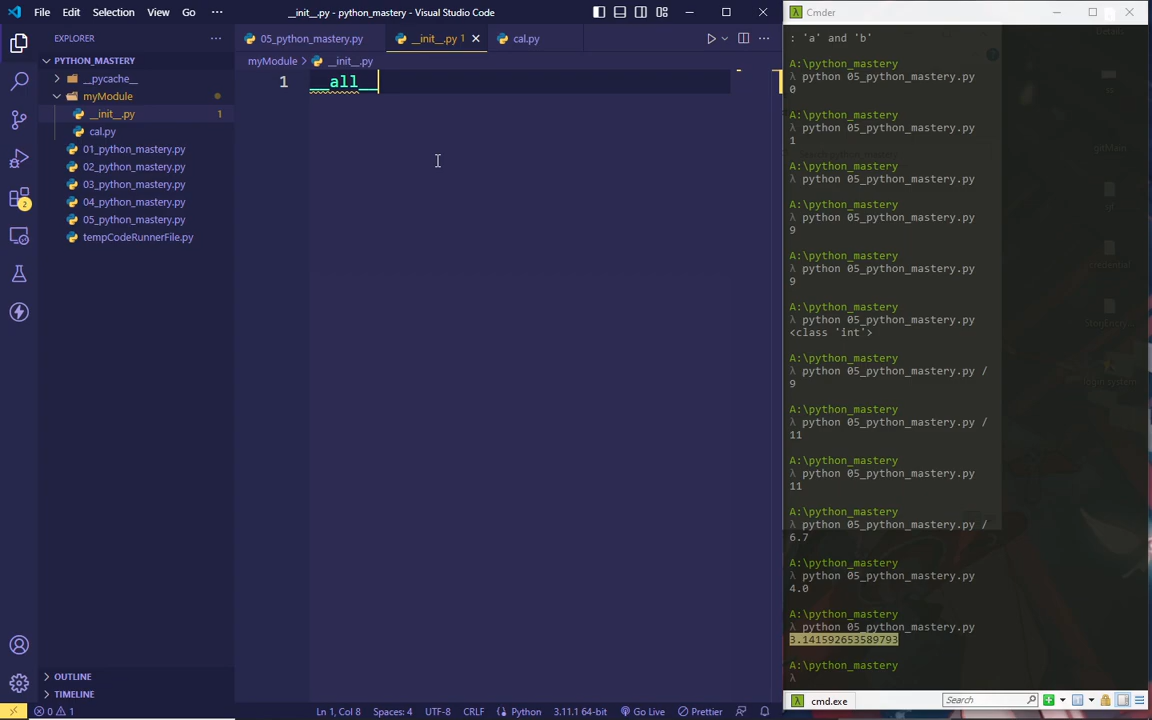 File Edit Selection View Go ··· __init__.py - python_mastery - Visual Studio Code
EXPLORER ···
PYTHON_MASTERY
__pycache__
myModule
__init__.py 1
cal.py
01_python_mastery.py
02_python_mastery.py
03_python_mastery.py
04_python_mastery.py
05_python_mastery.py
tempCodeRunnerFile.py
2
OUTLINE
TIMELINE
05_python_mastery.py __init__.py 1 cal.py
myModule > __init__.py
1 __all__
0 1 Ln 1, Col 8 Spaces: 4 UTF-8 CRLF Python 3.11.1 64-bit Go Live Prettier
Cmder
: 'a' and 'b'
A:\python_mastery
λ python 05_python_mastery.py
0
A:\python_mastery
λ python 05_python_mastery.py
1
A:\python_mastery
λ python 05_python_mastery.py
A:\python_mastery
λ python 05_python_mastery.py
9
A:\python_mastery
λ python 05_python_mastery.py
9
A:\python_mastery
λ python 05_python_mastery.py
<class 'int'>
A:\python_mastery
λ python 05_python_mastery.py /
9
A:\python_mastery
λ python 05_python_mastery.py /
11
A:\python_mastery
λ python 05_python_mastery.py
11
A:\python_mastery
λ python 05_python_mastery.py /
6.7
A:\python_mastery
λ python 05_python_mastery.py
4.0
A:\python_mastery
λ python 05_python_mastery.py
3.141592653589793
A:\python_mastery
λ
cmd.exe Search
gitMain
login system